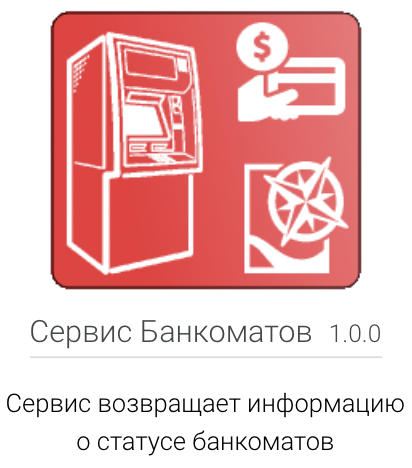 $
Сервис Банкоматов 1.0.0
Сервис возвращает информацию
о статусе банкоматов